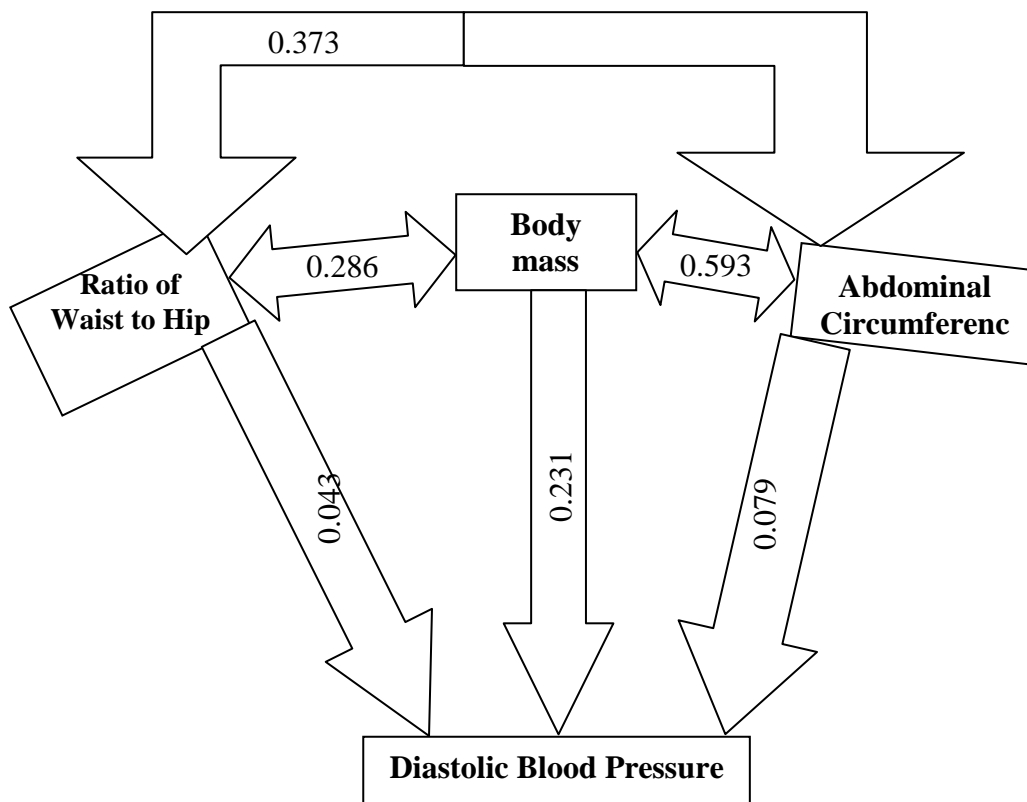 0.373
Body
mass
0.286
0.593
Ratio of
Waist to Hip
Abdominal
Circumferenc
0.043
0.231
0.079
Diastolic Blood Pressure